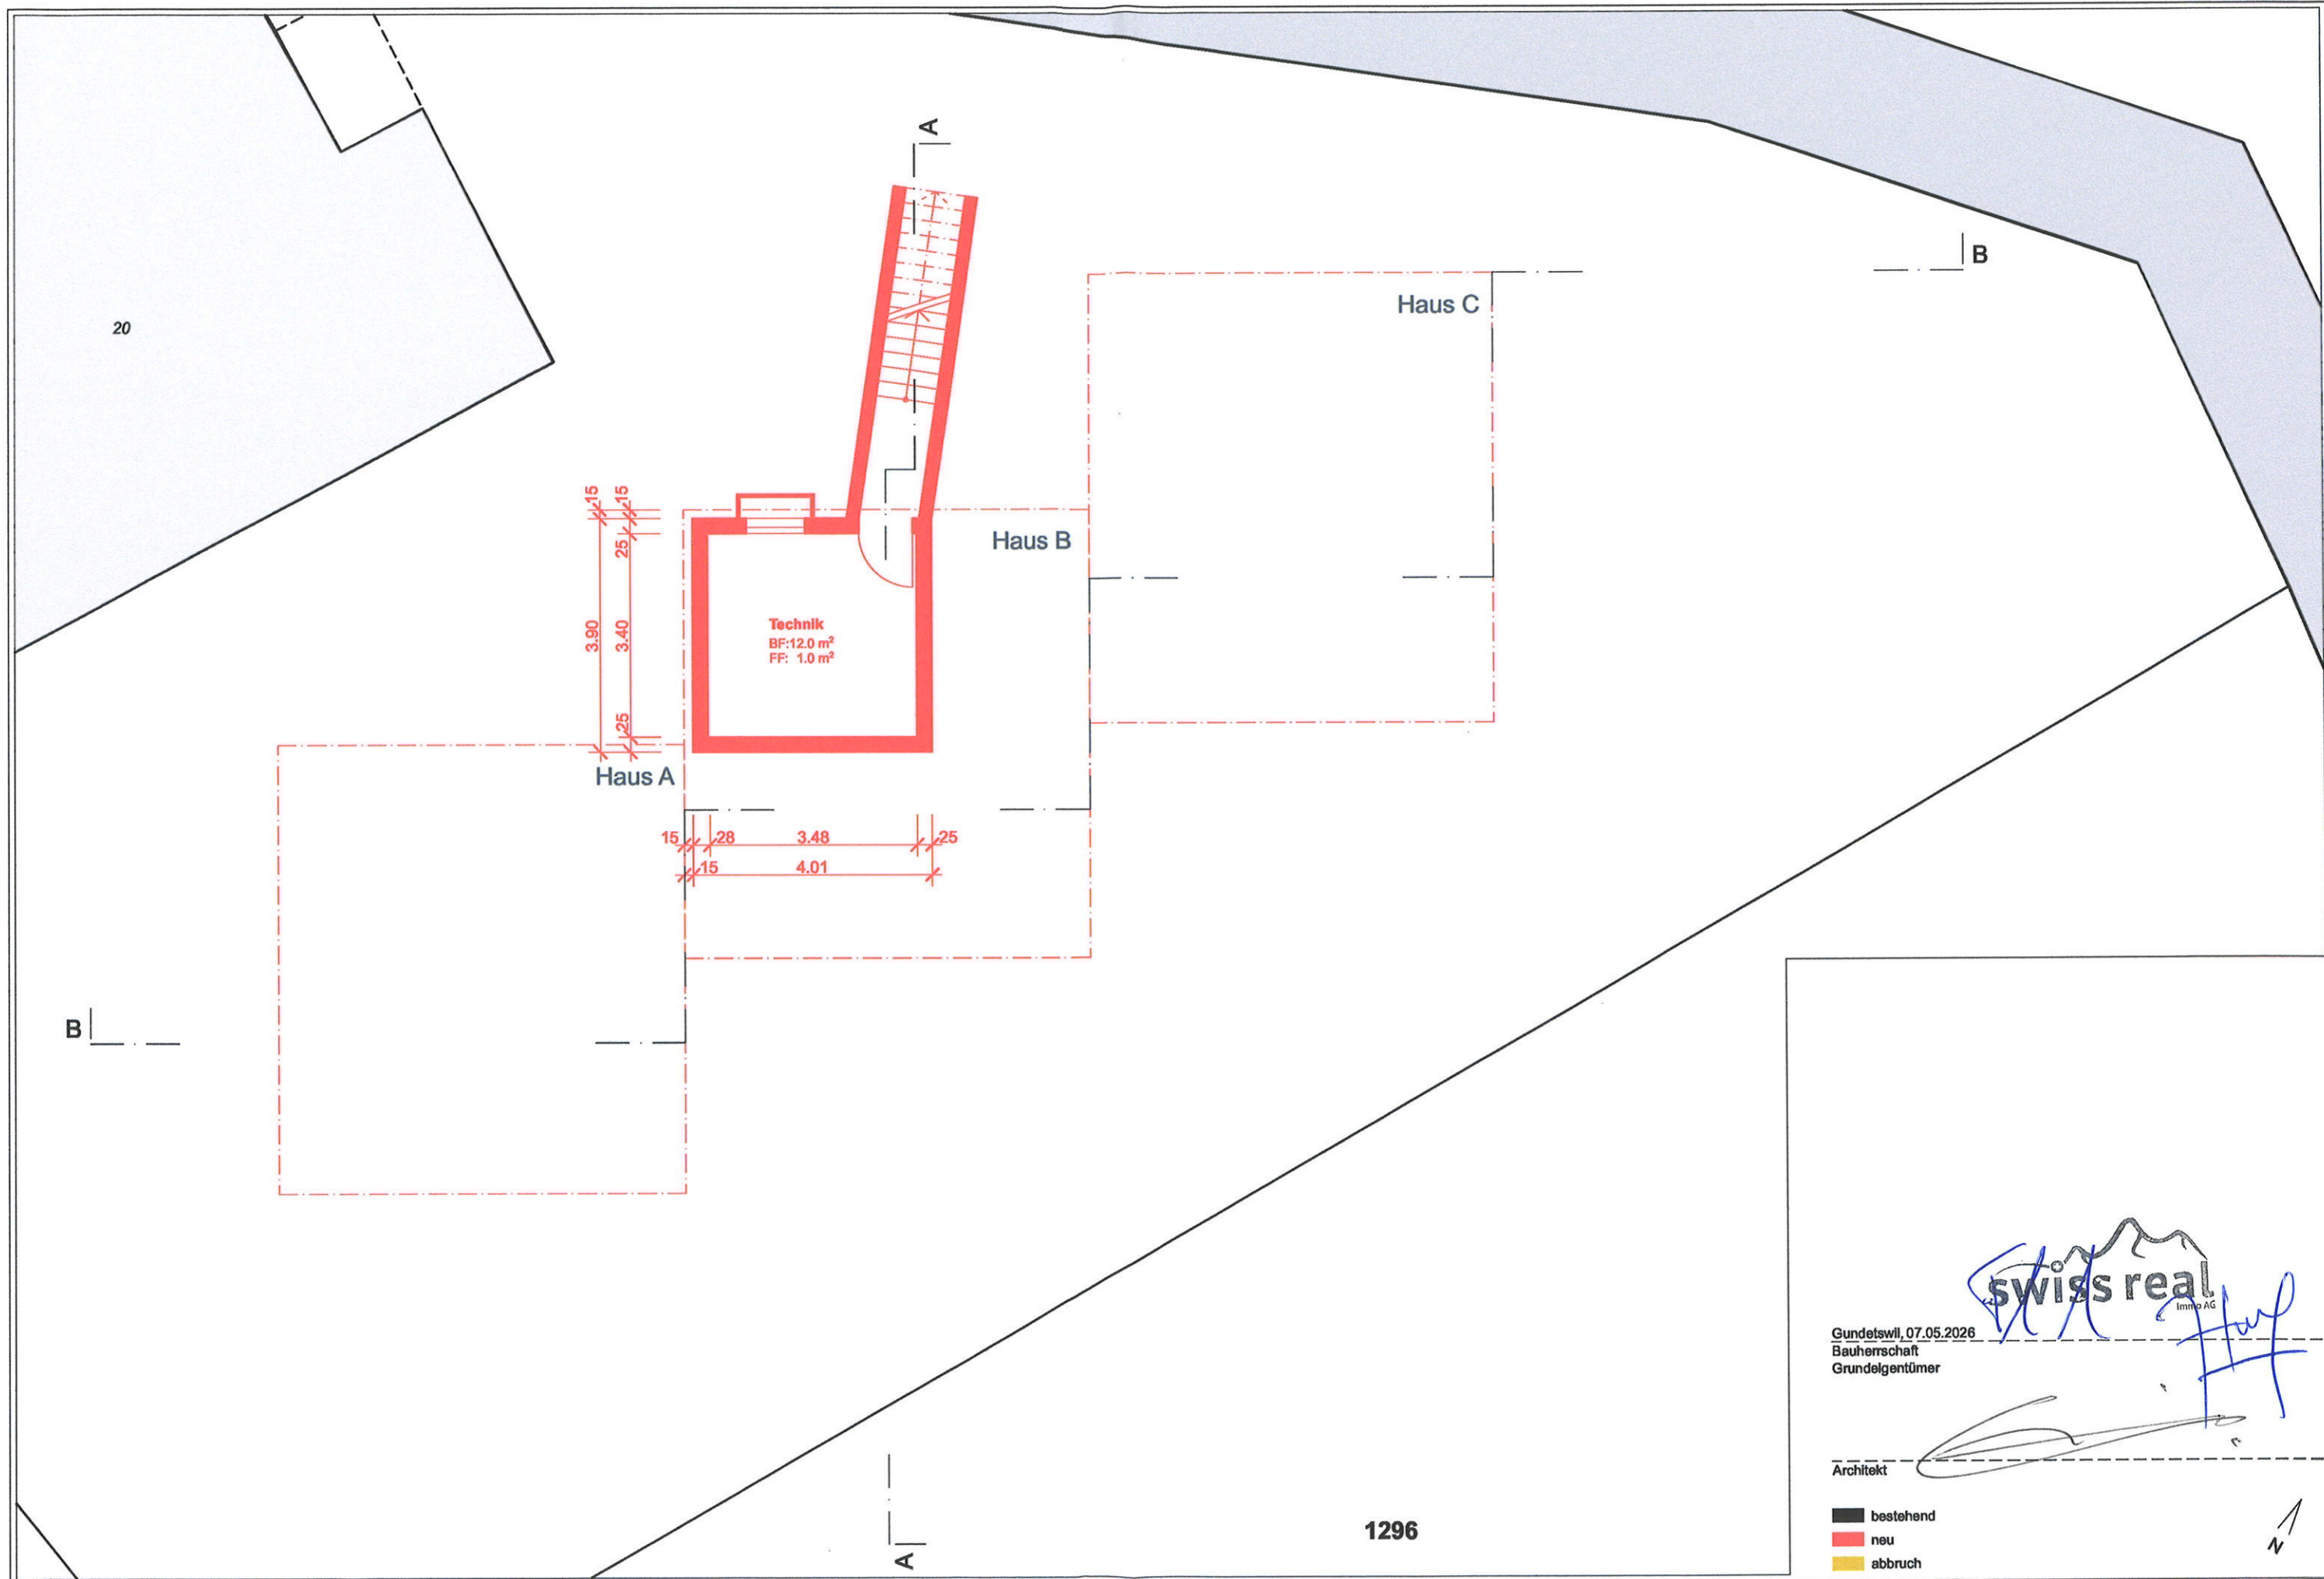 A
B
Haus C
20
15
15
25
Haus B
3.90
3.40
Technik
BF:12.0 m²
FF: 1.0 m²
25
Haus A
15
28
3.48
25
15
4.01
B
swiss real
Immo AG
Gundetswil, 07.05.2026
Bauherrschaft
Grundeigentümer
Architekt
bestehend
neu
abbruch
N
1296
A